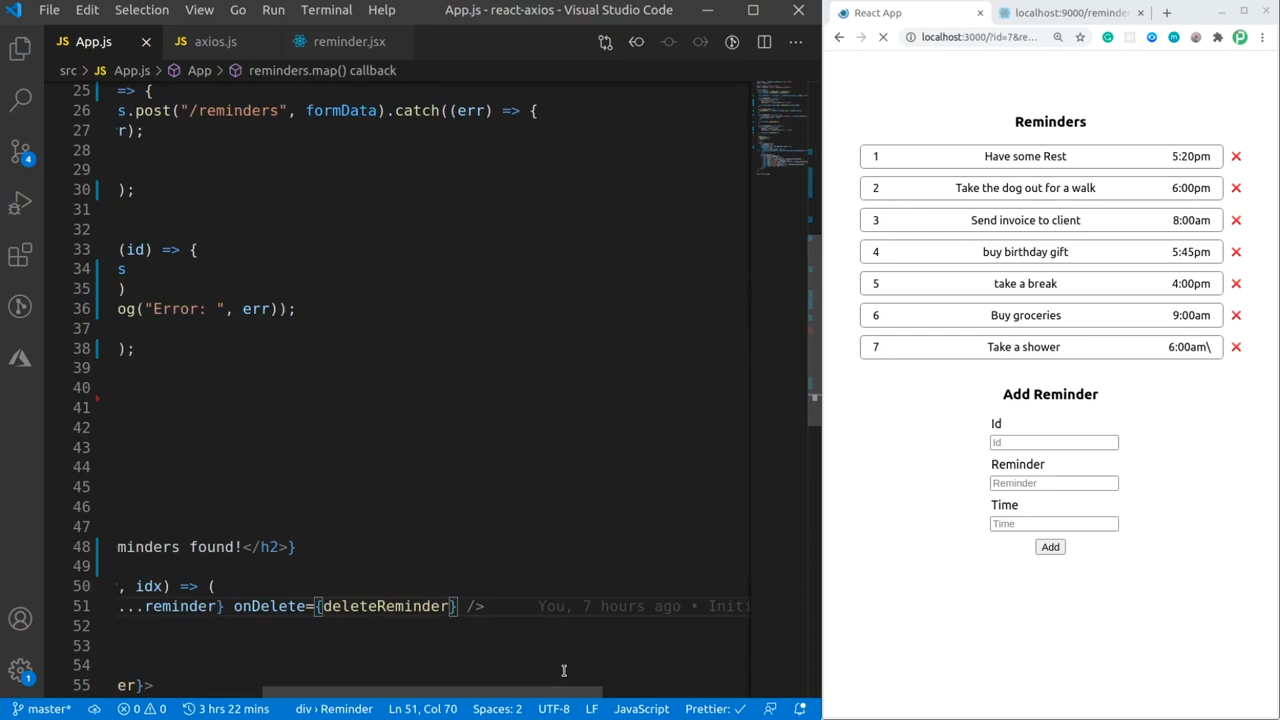 File Edit Selection View Go Run Terminal Help App.js - react-axios - Visual Studio Code
JS App.js JS axios.js reminder.jsx
src > JS App.js > App > reminders.map() callback
25 => {
26 s.post("/reminders", formData).catch((err) => {
27 r);
28
29
30 );
31
32
33 (id) => {
34 s
35 )
36 og("Error: ", err));
37
38 );
39
40
41
42
43
44
45
46
47
48 minders found!</h2>}
49
50 , idx) => (
51 ...reminder} onDelete={deleteReminder} /> You, 7 hours ago • Initi
52
53
54
55 er}>
4
1
master* 0 0 3 hrs 22 mins div › Reminder Ln 51, Col 70 Spaces: 2 UTF-8 LF JavaScript Prettier: ✓
React App localhost:9000/reminder
localhost:3000/?id=7&re...
Reminders
1 Have some Rest 5:20pm
2 Take the dog out for a walk 6:00pm
3 Send invoice to client 8:00am
4 buy birthday gift 5:45pm
5 take a break 4:00pm
6 Buy groceries 9:00am
7 Take a shower 6:00am\
Add Reminder
Id
Id
Reminder
Reminder
Time
Time
Add